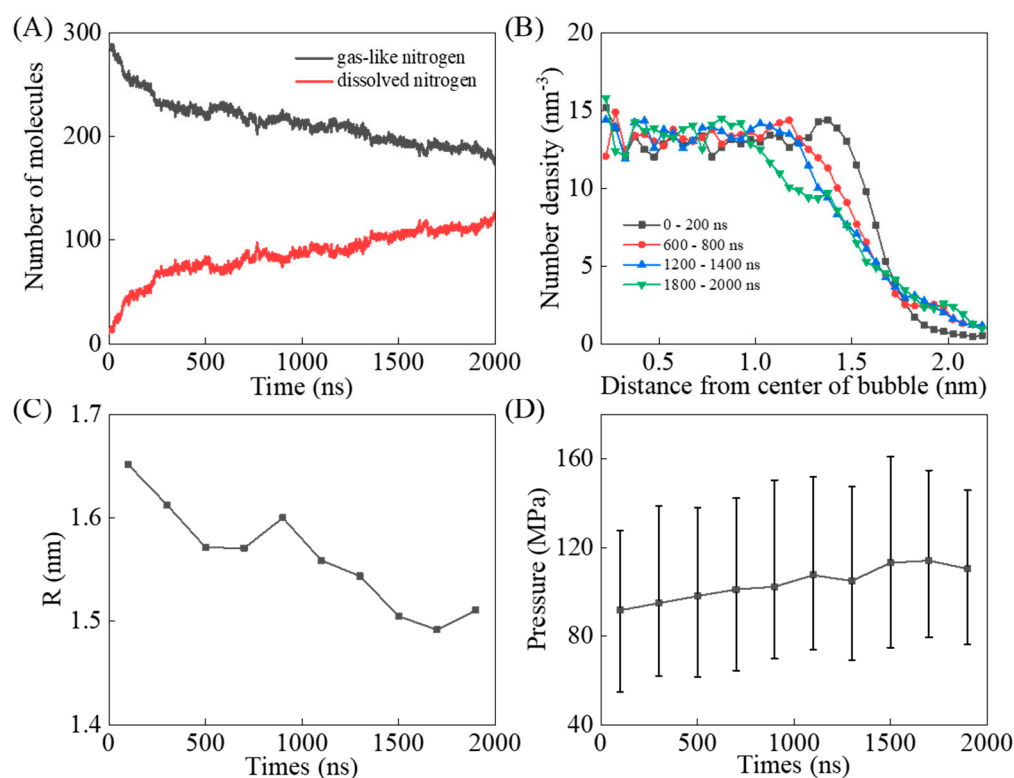 (A)
300
200
100
0
Number of molecules
gas-like nitrogen
dissolved nitrogen
0 500 1000 1500 2000
Time (ns)
(B)
20
15
10
5
0
Number density (nm-3)
0 - 200 ns
600 - 800 ns
1200 - 1400 ns
1800 - 2000 ns
0.5 1.0 1.5 2.0
Distance from center of bubble (nm)
(C)
1.7
1.6
1.5
1.4
R (nm)
0 500 1000 1500 2000
Times (ns)
(D)
160
120
80
40
Pressure (MPa)
0 500 1000 1500 2000
Times (ns)